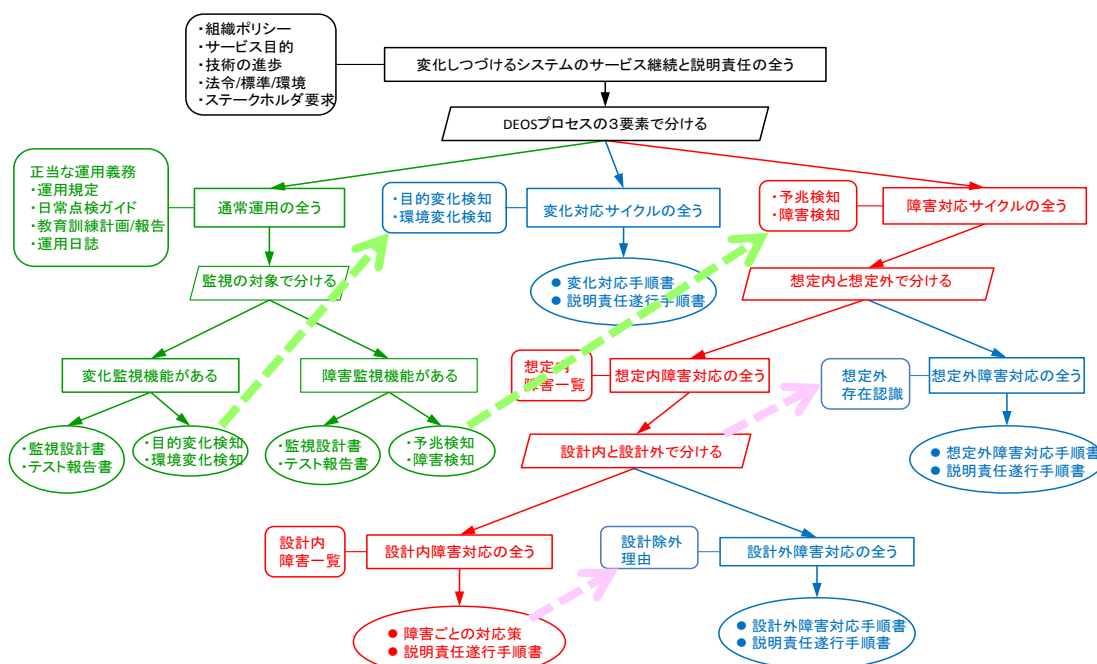 ・組織ポリシー
・サービス目的
・技術の進歩
・法令/標準/環境
・ステークホルダ要求
変化しつづけるシステムのサービス継続と説明責任の全う
DEOSプロセスの３要素で分ける
正当な運用義務
・運用規定
・日常点検ガイド
・教育訓練計画/報告
・運用日誌
通常運用の全う
・目的変化検知
・環境変化検知
変化対応サイクルの全う
・予兆検知
・障害検知
障害対応サイクルの全う
監視の対象で分ける
● 変化対応手順書
● 説明責任遂行手順書
想定内と想定外で分ける
変化監視機能がある
障害監視機能がある
想定内
障害一覧
想定内障害対応の全う
想定外
存在認識
想定外障害対応の全う
・監視設計書
・テスト報告書
・目的変化検知
・環境変化検知
・監視設計書
・テスト報告書
・予兆検知
・障害検知
設計内と設計外で分ける
● 想定外障害対応手順書
● 説明責任遂行手順書
設計内
障害一覧
設計内障害対応の全う
設計除外
理由
設計外障害対応の全う
● 障害ごとの対応策
● 説明責任遂行手順書
● 設計外障害対応手順書
● 説明責任遂行手順書